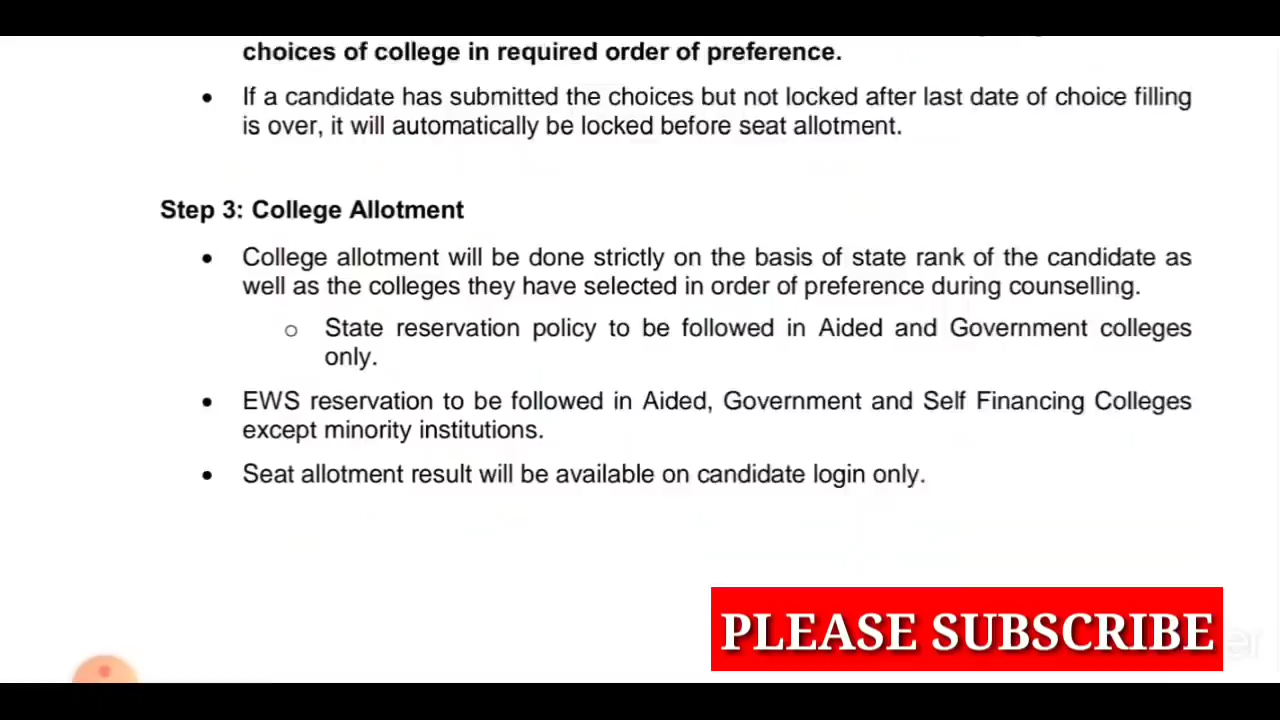 choices of college in required order of preference.
• If a candidate has submitted the choices but not locked after last date of choice filling
is over, it will automatically be locked before seat allotment.
Step 3: College Allotment
• College allotment will be done strictly on the basis of state rank of the candidate as
well as the colleges they have selected in order of preference during counselling.
o State reservation policy to be followed in Aided and Government colleges
only.
• EWS reservation to be followed in Aided, Government and Self Financing Colleges
except minority institutions.
• Seat allotment result will be available on candidate login only.
PLEASE SUBSCRIBE